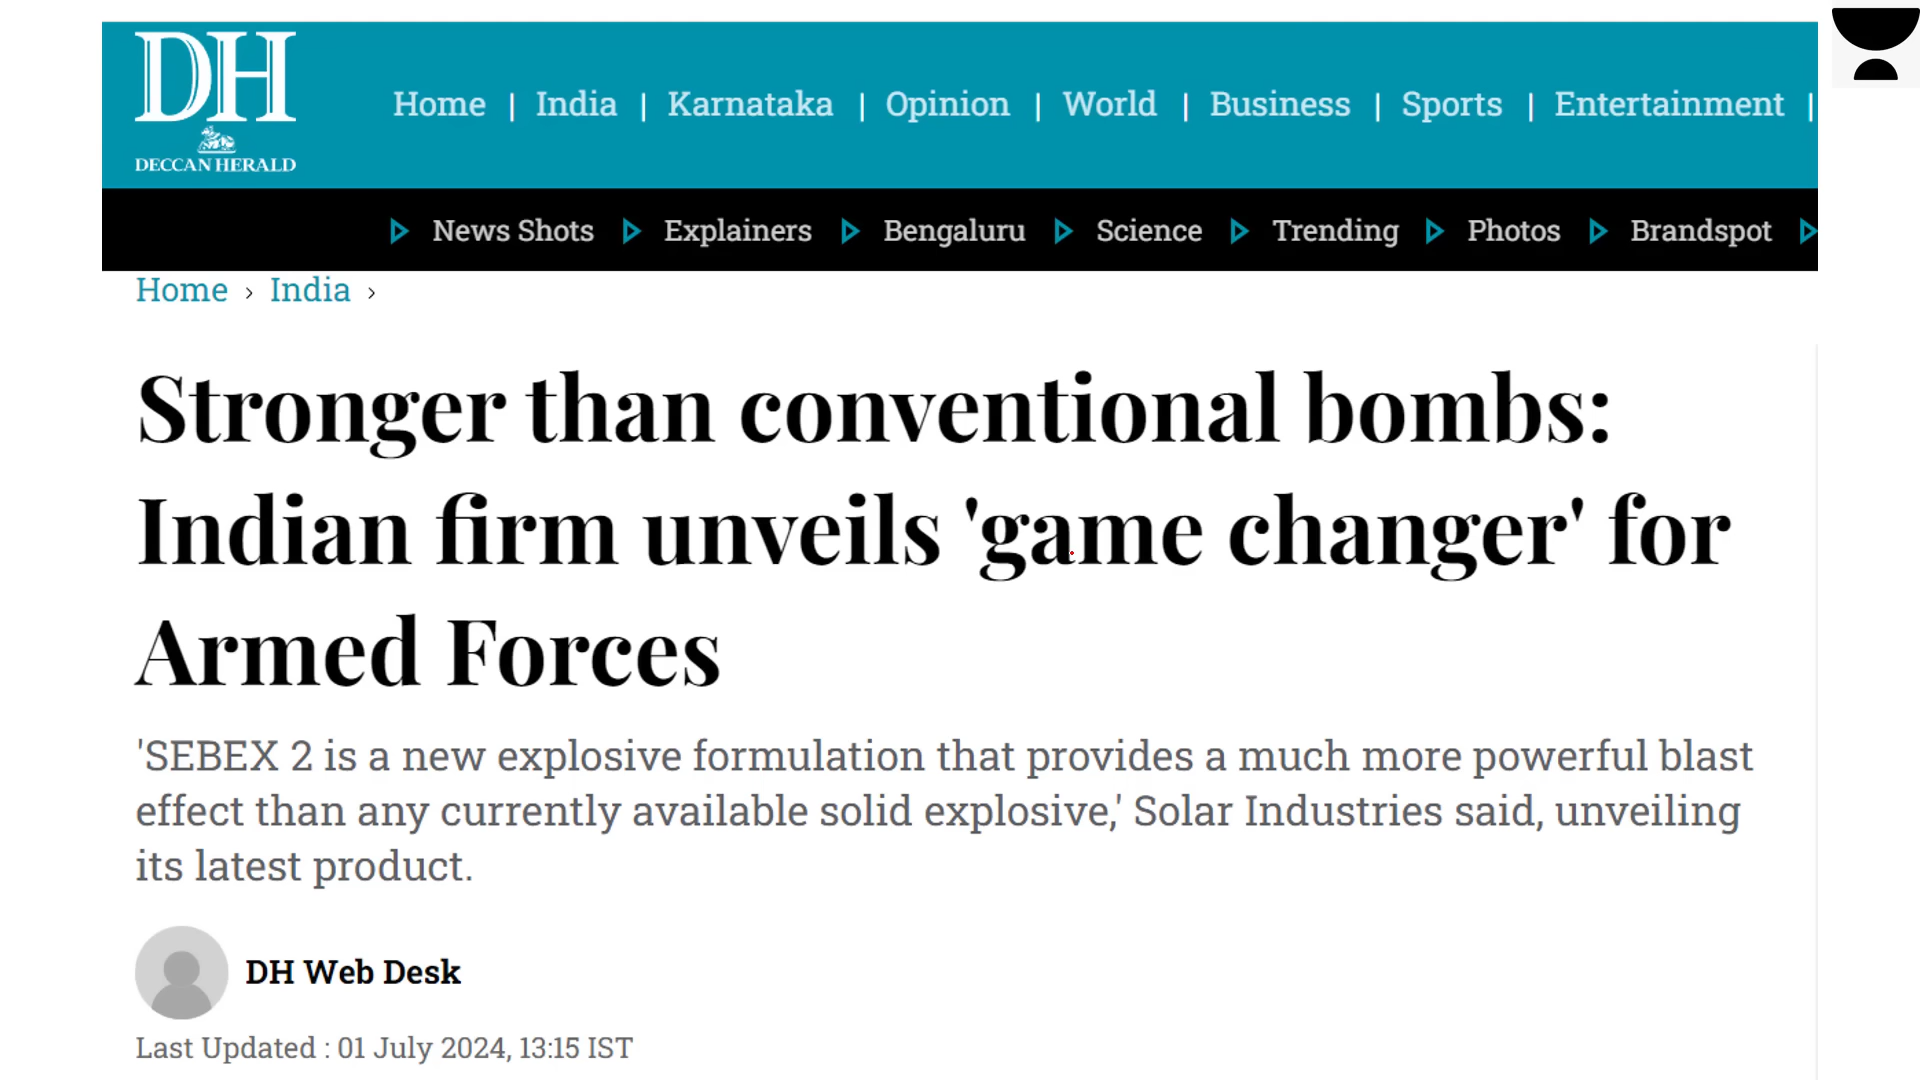 DH
DECCAN HERALD
Home | India | Karnataka | Opinion | World | Business | Sports | Entertainment |
News Shots Explainers Bengaluru Science Trending Photos Brandspot
Home › India ›
Stronger than conventional bombs:
Indian firm unveils 'game changer' for
Armed Forces
'SEBEX 2 is a new explosive formulation that provides a much more powerful blast
effect than any currently available solid explosive,' Solar Industries said, unveiling
its latest product.
DH Web Desk
Last Updated : 01 July 2024, 13:15 IST